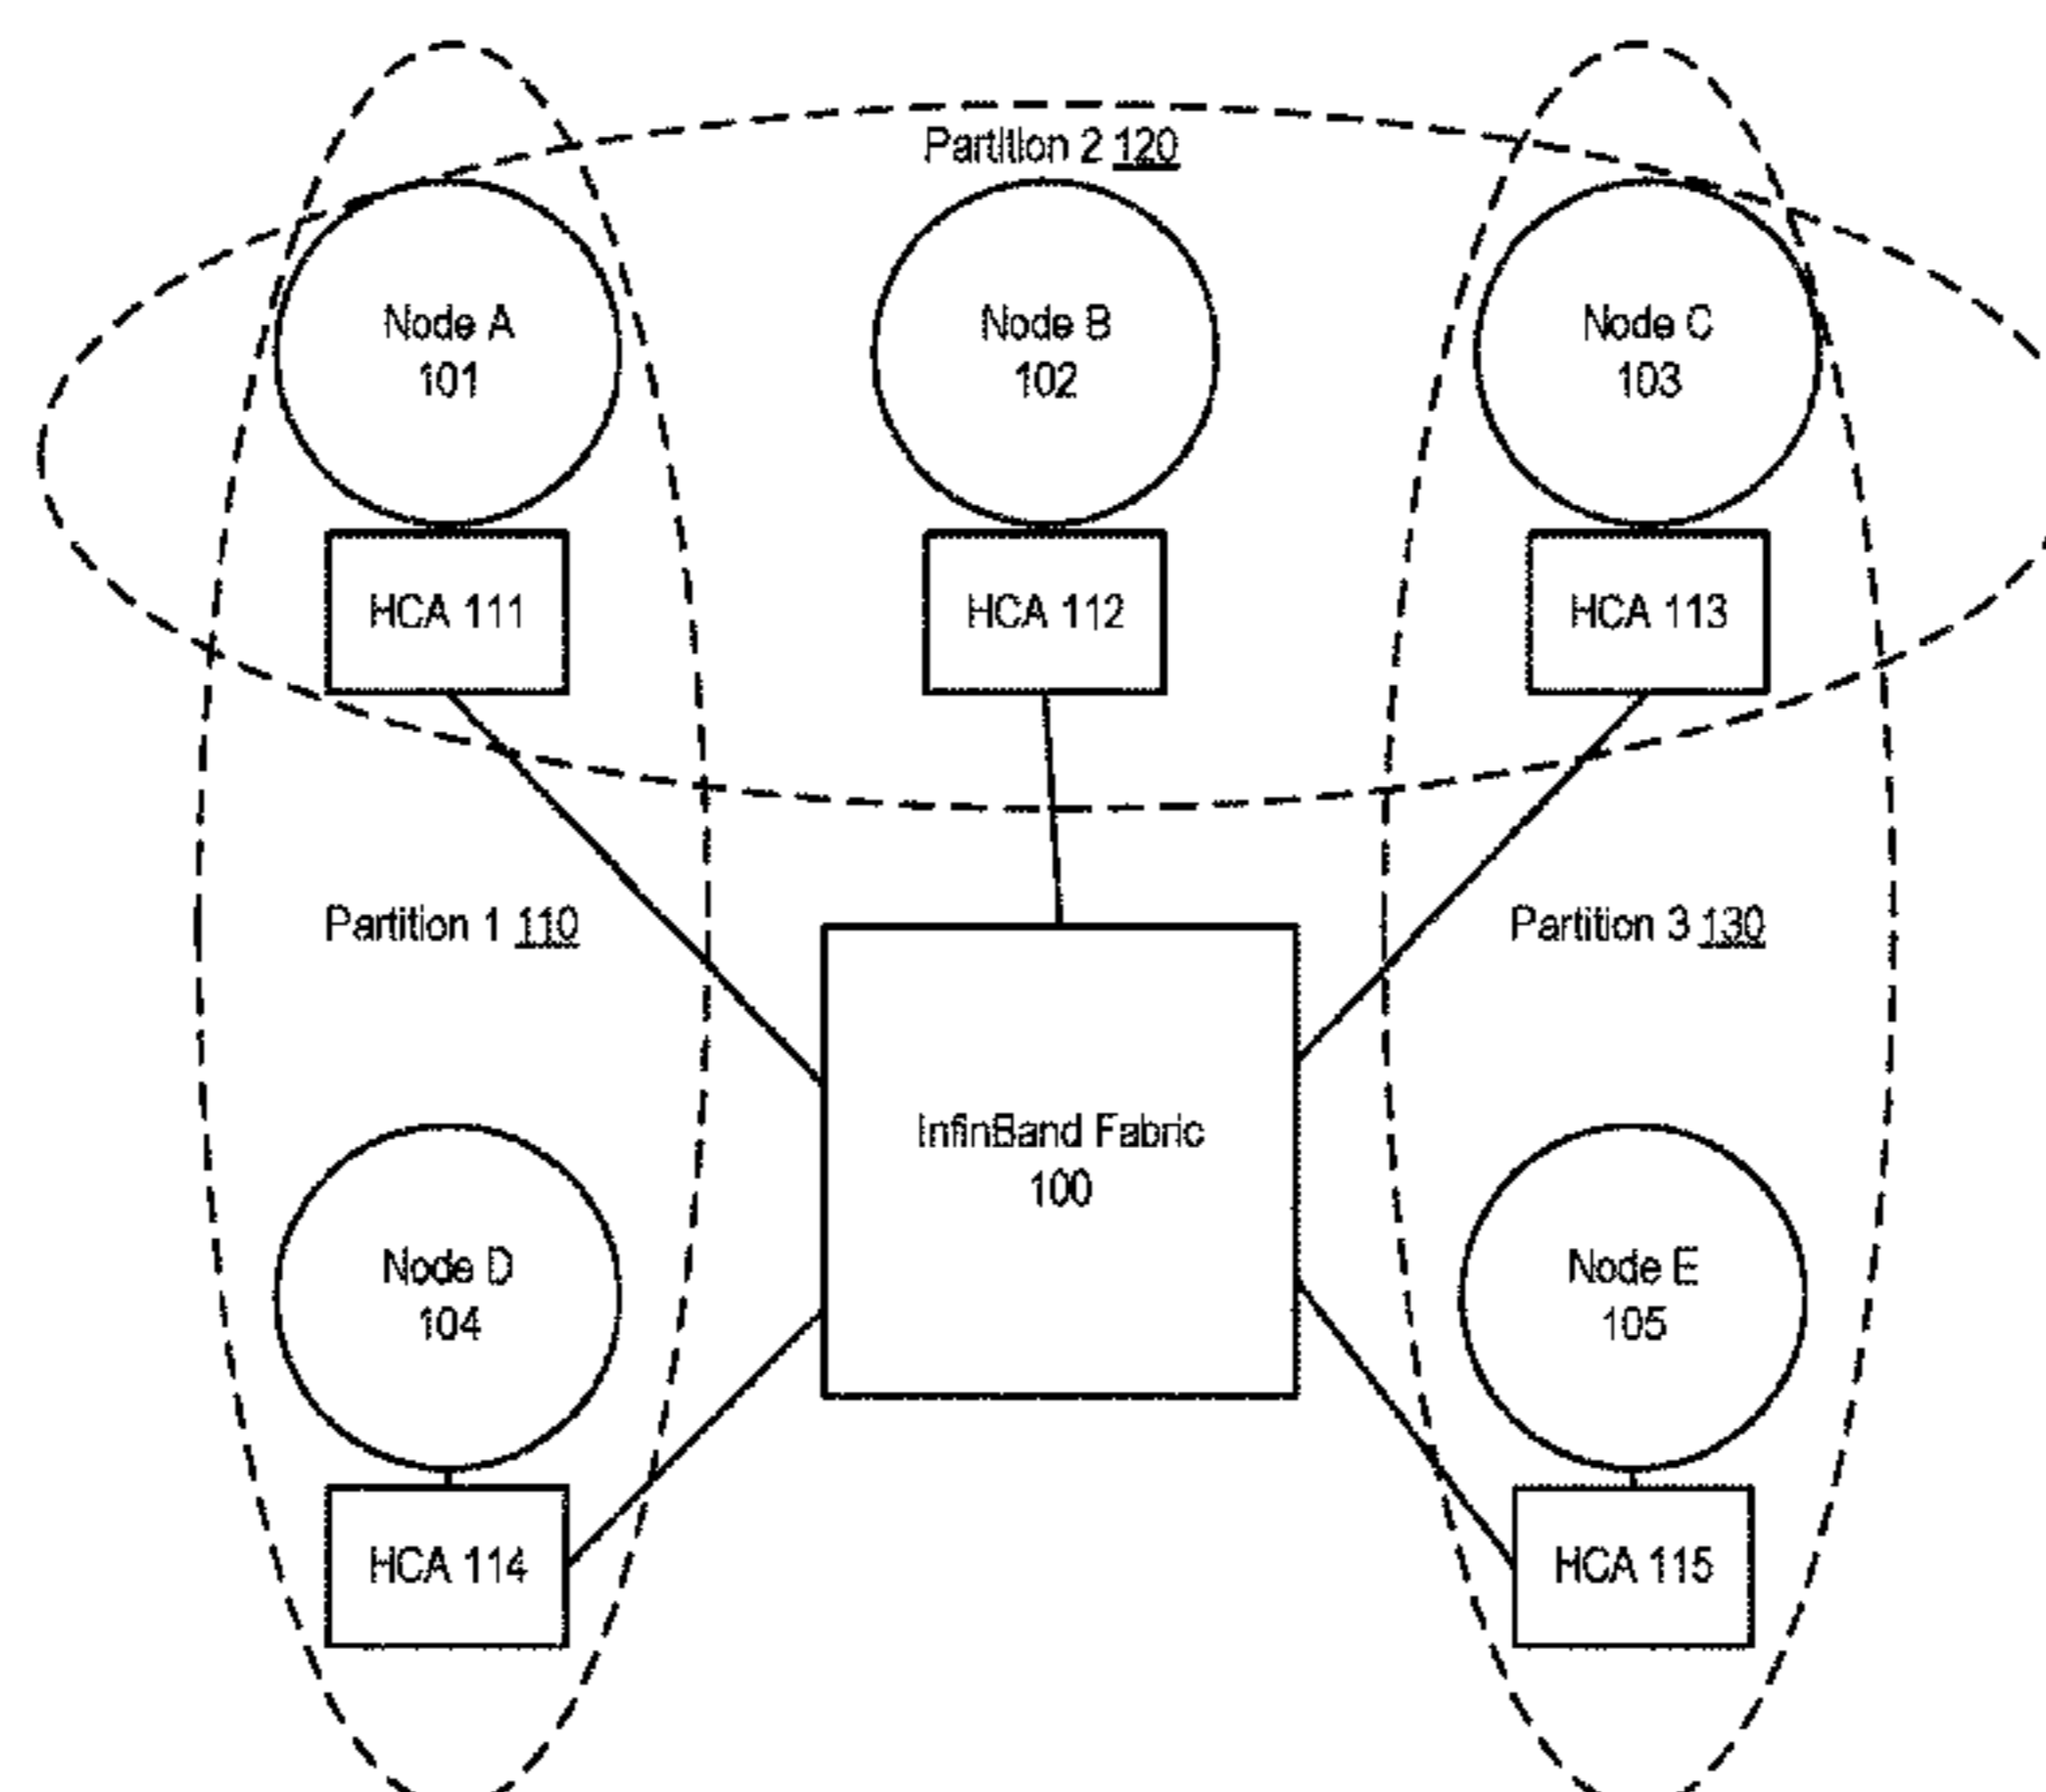 Partition 2 120
Node A
101
Node B
102
Node C
103
HCA 111
HCA 112
HCA 113
Partition 1 110
Partition 3 130
InfinBand Fabric
100
Node D
104
Node E
105
HCA 114
HCA 115